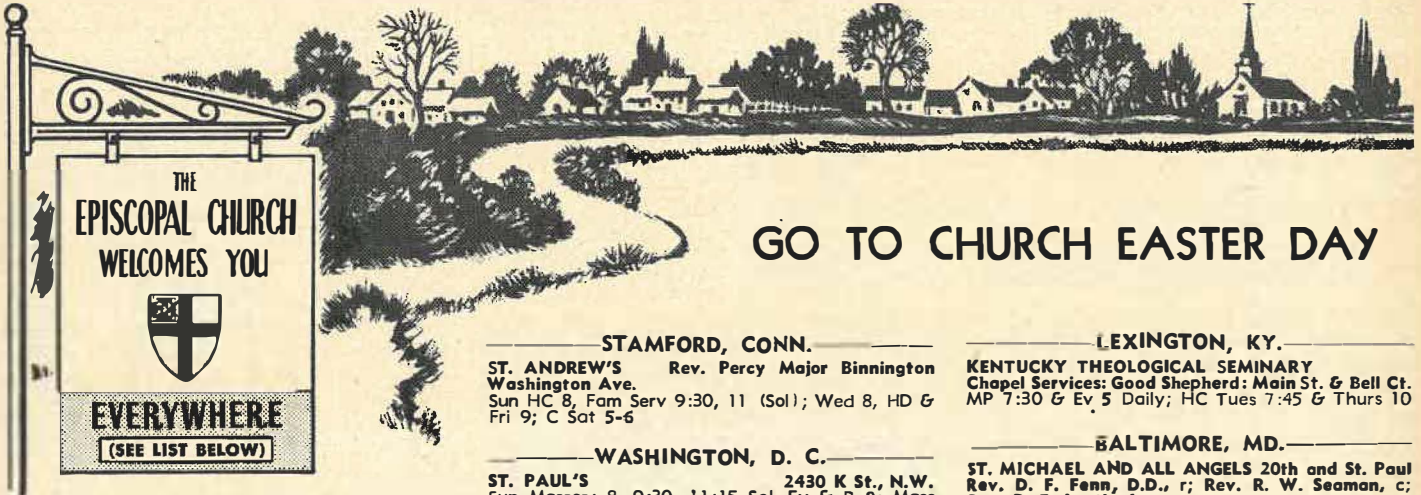 THE
EPISCOPAL CHURCH
WELCOMES YOU
EVERYWHERE
(SEE LIST BELOW)
GO TO CHURCH EASTER DAY
STAMFORD, CONN.
ST. ANDREW'S Rev. Percy Major Binnington
Washington Ave.
Sun HC 8, Fam Serv 9:30, 11 (Sol); Wed 8, HD &
Fri 9; C Sat 5-6
WASHINGTON, D. C.
ST. PAUL'S 2430 K St., N.W.
LEXINGTON, KY.
KENTUCKY THEOLOGICAL SEMINARY
Chapel Services: Good Shepherd: Main St. & Bell Ct.
MP 7:30 & Ev 5 Daily; HC Tues 7:45 & Thurs 10
BALTIMORE, MD.
ST. MICHAEL AND ALL ANGELS 20th and St. Paul
Rev. D. F. Fenn, D.D., r; Rev. R. W. Seaman, c;